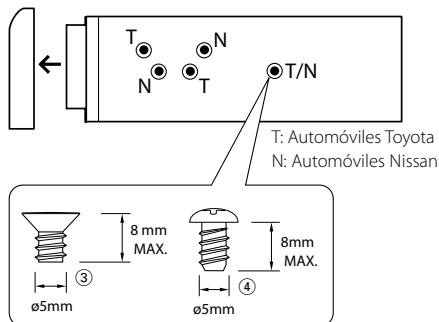 T
N
N
T
T/N
T: Automóviles Toyota
N: Automóviles Nissan
8 mm
MAX.
③
ø5mm
8mm
MAX.
④
ø5mm